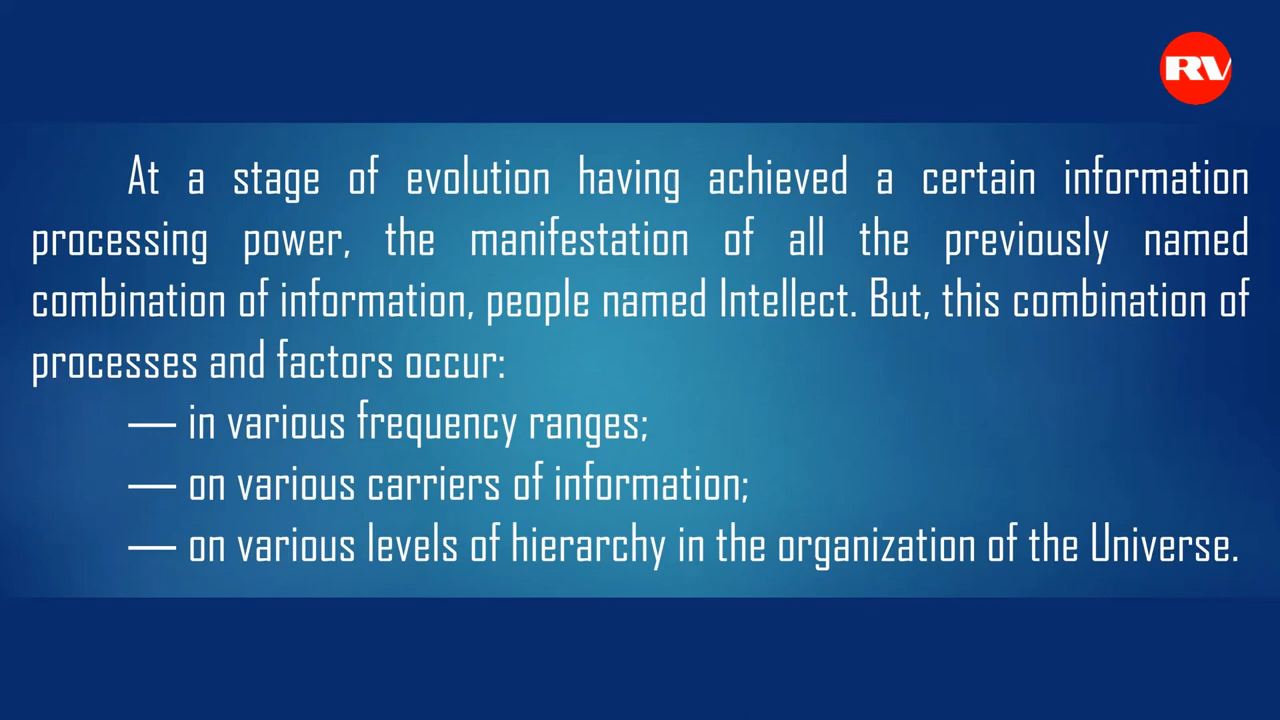 RV
At a stage of evolution having achieved a certain information
processing power, the manifestation of all the previously named
combination of information, people named Intellect. But, this combination of
processes and factors occur:
— in various frequency ranges;
— on various carriers of information;
— on various levels of hierarchy in the organization of the Universe.